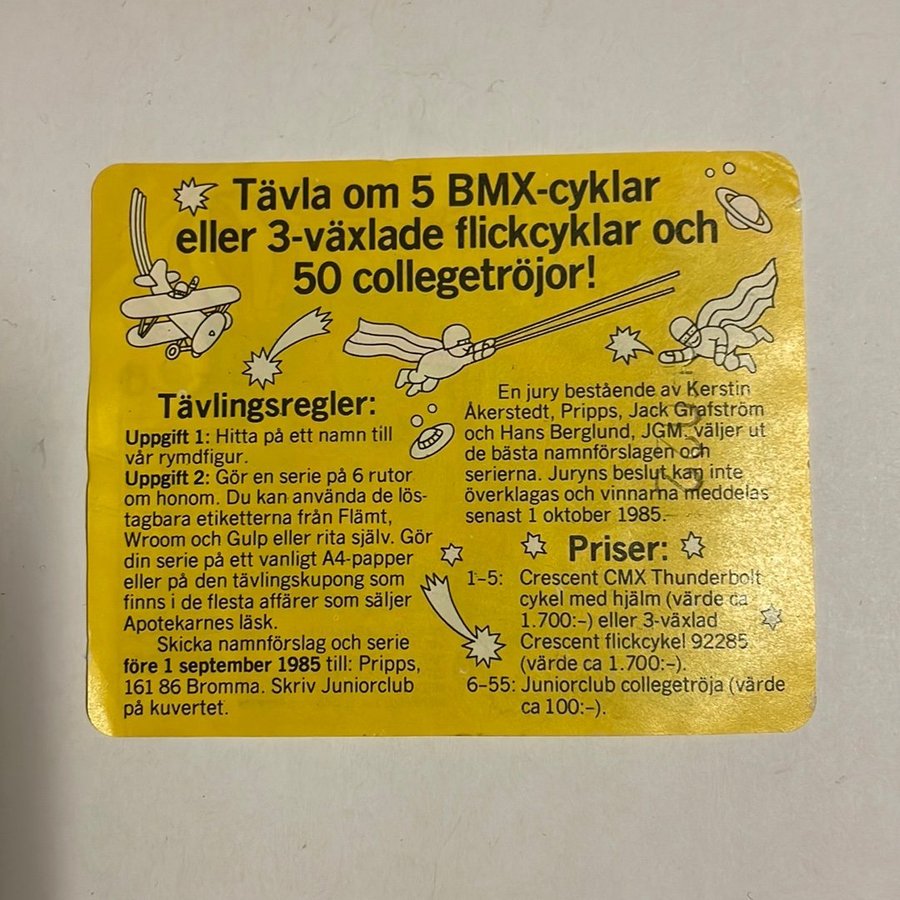 Tävla om 5 BMX-cyklar
eller 3-växlade flickcyklar och
50 collegetröjor!
Tävlingsregler:
Uppgift 1: Hitta på ett namn till
vår rymdfigur.
Uppgift 2: Gör en serie på 6 rutor
om honom. Du kan använda de lös-
tagbara etiketterna från Flämt,
Wroom och Gulp eller rita själv. Gör
din serie på ett vanligt A4-papper
eller på den tävlingskupong som
finns i de flesta affärer som säljer
Apotekarnes läsk.
Skicka namnförslag och serie
före 1 september 1985 till: Pripps,
161 86 Bromma. Skriv Juniorclub
på kuvertet.
En jury bestående av Kerstin
Åkerstedt, Pripps, Jack Grafström
och Hans Berglund, JGM, väljer ut
de bästa namnförslagen och
serierna. Juryns beslut kan inte
överklagas och vinnarna meddelas
senast 1 oktober 1985.
Priser:
1–5: Crescent CMX Thunderbolt
cykel med hjälm (värde ca
1.700:–) eller 3-växlad
Crescent flickcykel 92285
(värde ca 1.700:–).
6–55: Juniorclub collegetröja (värde
ca 100:–).